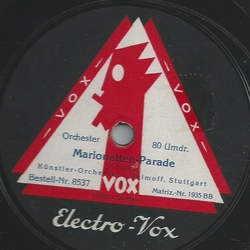 VOX
VOX
Orchester 80 Umdr.
Marionetten-Parade
Künstler-Orche
lmoff, Stuttgart
Bestell-Nr. 8537
VOX
Matriz.-Nr. 1935 BB
Electro-Vox